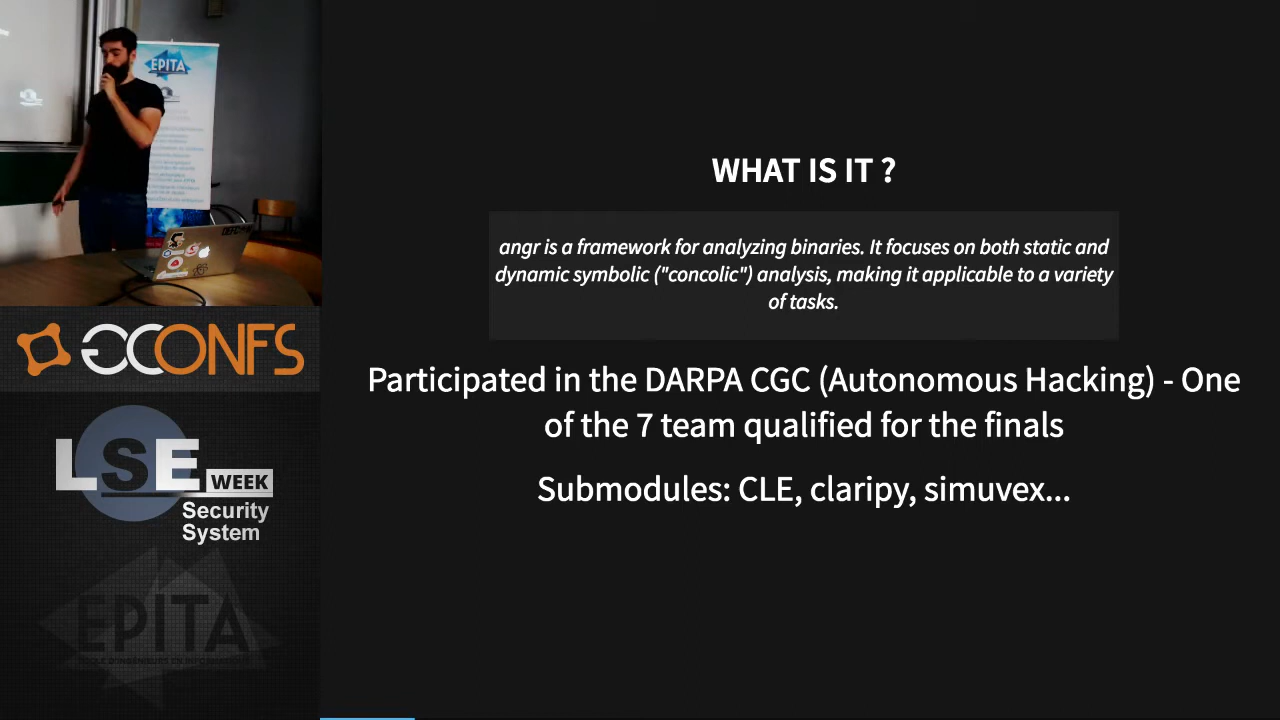 EPITA
WHAT IS IT ?
angr is a framework for analyzing binaries. It focuses on both static and
dynamic symbolic ("concolic") analysis, making it applicable to a variety
of tasks.
Participated in the DARPA CGC (Autonomous Hacking) - One
of the 7 team qualified for the finals
Submodules: CLE, claripy, simuvex...
GCONFS
LSE WEEK
Security
System
EPITA